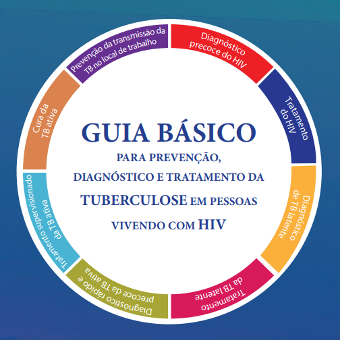 GUIA BÁSICO
PARA PREVENÇÃO,
DIAGNÓSTICO E TRATAMENTO DA
TUBERCULOSE EM PESSOAS
VIVENDO COM HIV
Diagnóstico
precoce do HIV
Tratamento
do HIV
Diagnóstico
de TB latente
Tratamento
da TB latente
Diagnóstico rápido e
precoce da TB ativa
Tratamento supervisionado
da TB ativa
Cura da
TB ativa
Prevenção da transmissão da
TB no local de trabalho